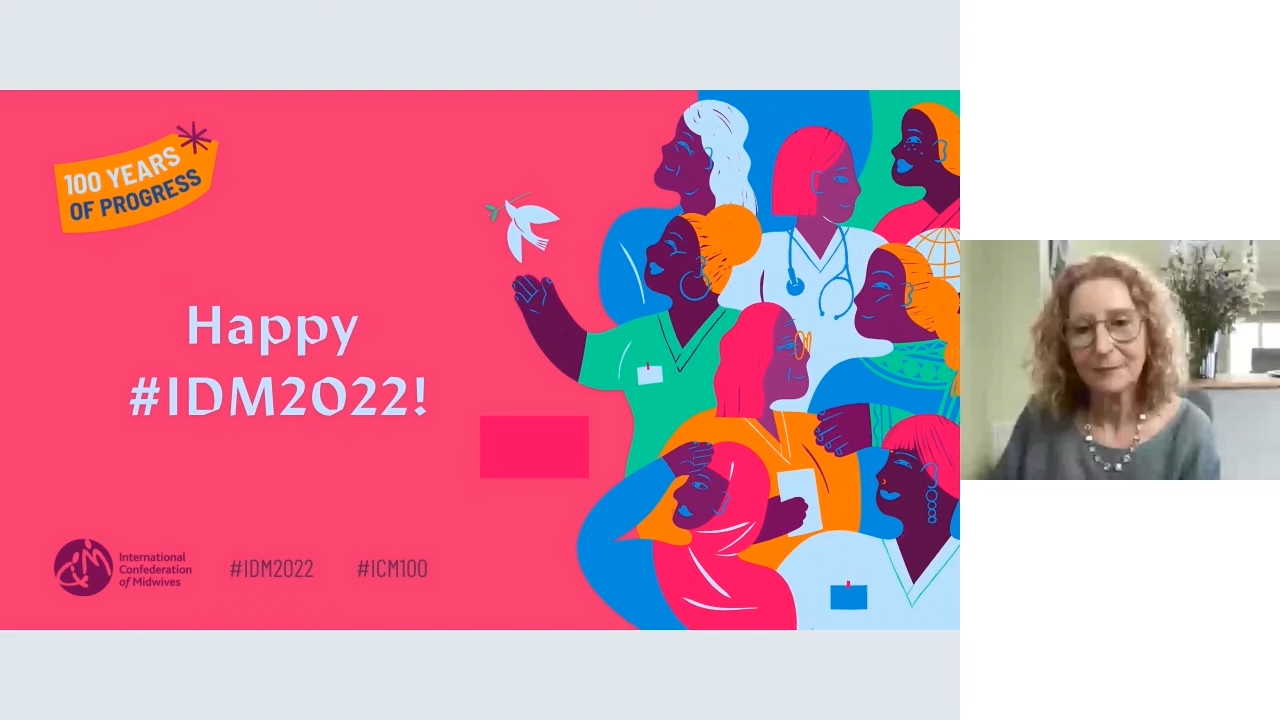 100 YEARS
OF PROGRESS
Happy
#IDM2022!
International
Confederation
of Midwives
#IDM2022
#ICM100